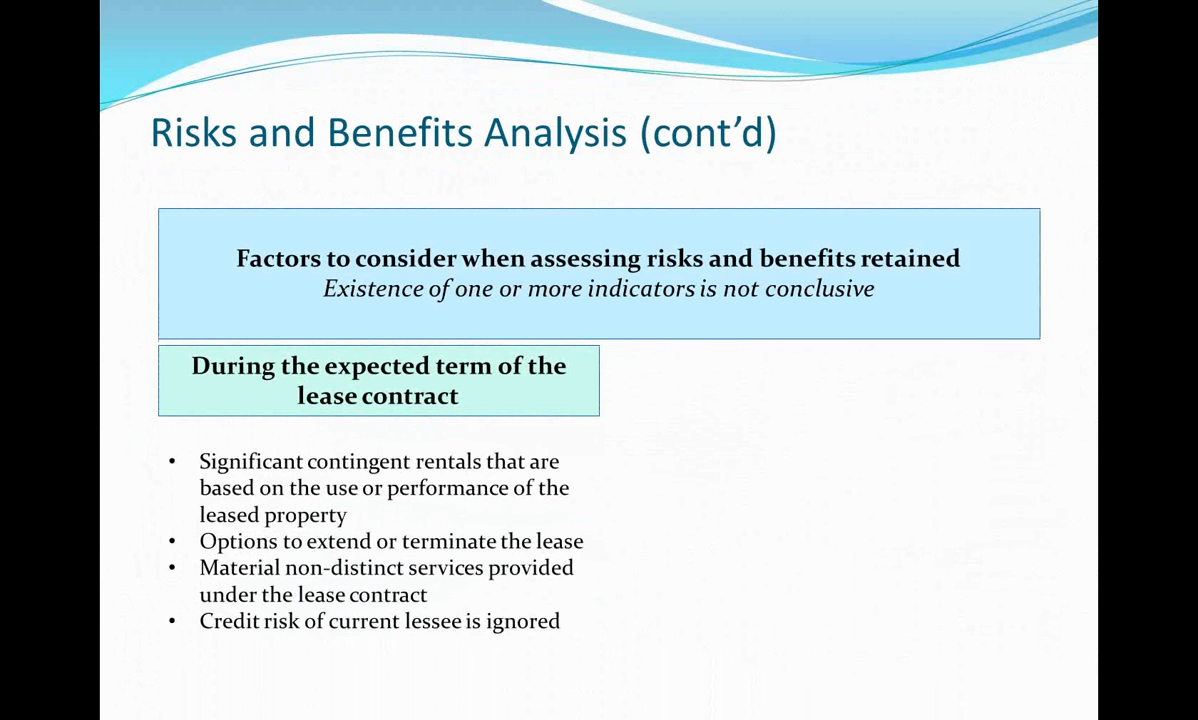 Risks and Benefits Analysis (cont’d)
Factors to consider when assessing risks and benefits retained
Existence of one or more indicators is not conclusive
During the expected term of the
lease contract
• Significant contingent rentals that are
based on the use or performance of the
leased property
• Options to extend or terminate the lease
• Material non-distinct services provided
under the lease contract
• Credit risk of current lessee is ignored